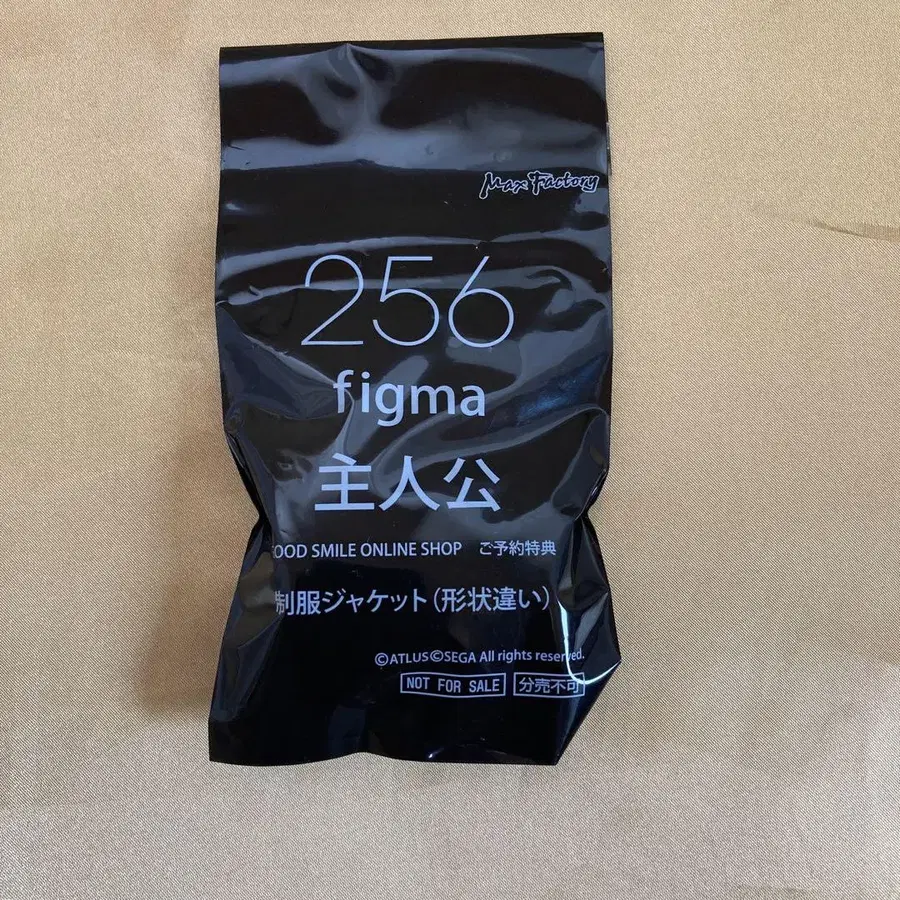 Max Factory
256
figma
主人公
OOD SMILE ONLINE SHOP ご予約特典
制服ジャケット(形状違い)
©ATLUS©SEGA All rights reserved.
NOT FOR SALE 分売不可